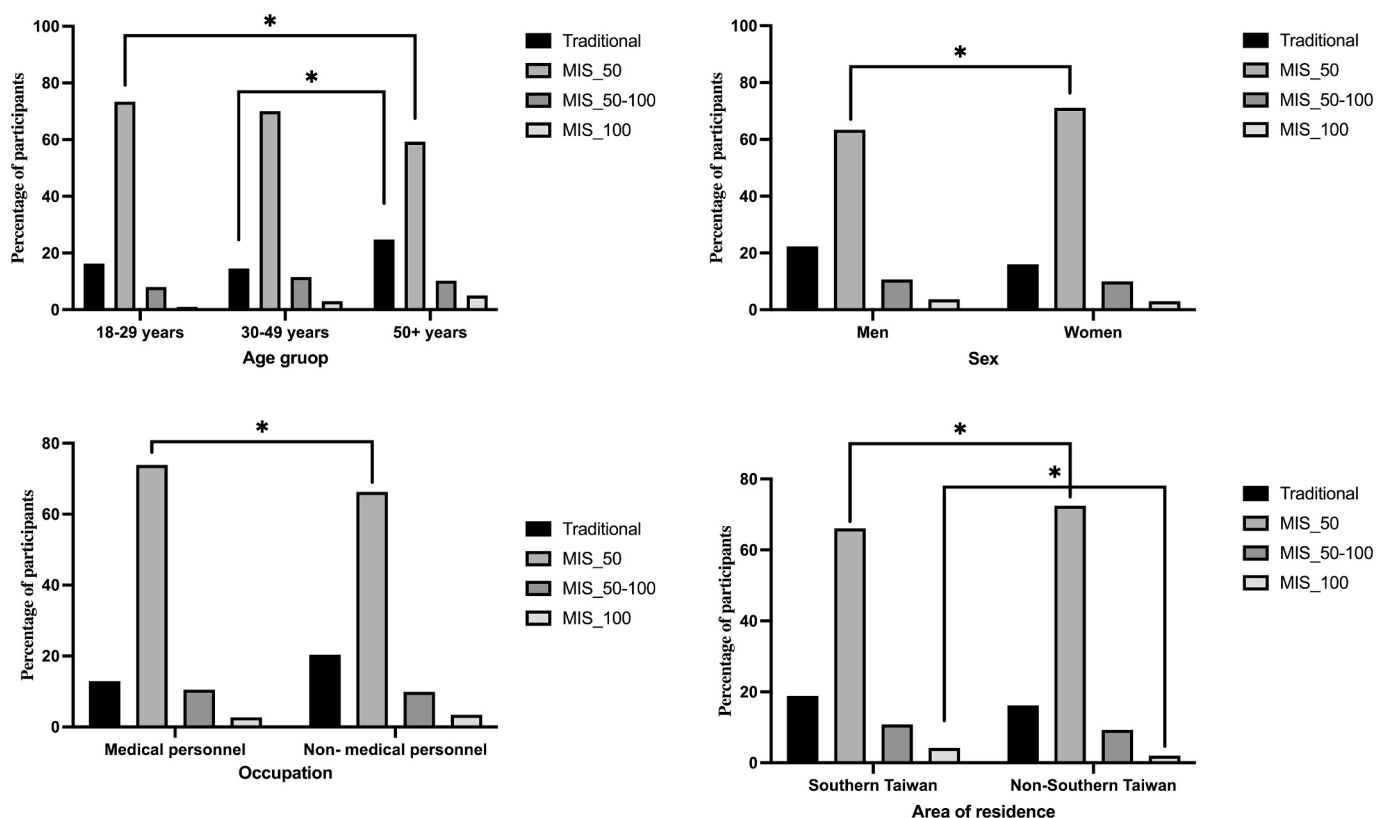 Percentage of participants
100
80
60
40
20
0
*
*
18-29 years
30-49 years
50+ years
Age gruop
Traditional
MIS_50
MIS_50-100
MIS_100
Percentage of participants
100
80
60
40
20
0
*
Men
Women
Sex
Traditional
MIS_50
MIS_50-100
MIS_100
Percentage of participants
80
60
40
20
0
*
Medical personnel
Non- medical personnel
Occupation
Traditional
MIS_50
MIS_50-100
MIS_100
Percentage of participants
80
60
40
20
0
*
*
Southern Taiwan
Non-Southern Taiwan
Area of residence
Traditional
MIS_50
MIS_50-100
MIS_100